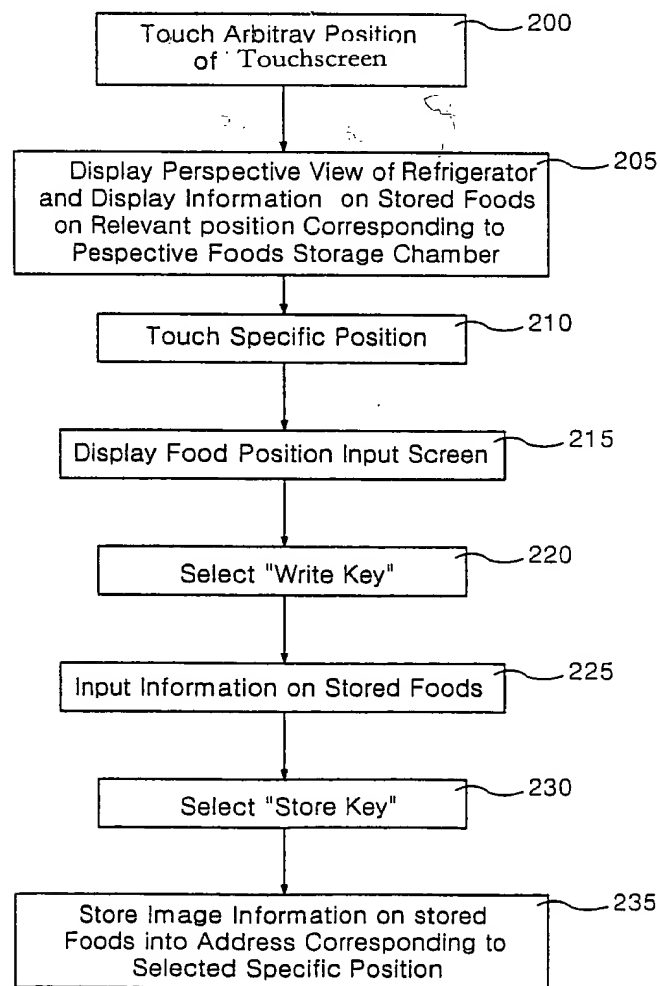 Touch Arbitrav Position
of Touchscreen
200
Display Perspective View of Refrigerator
and Display Information on Stored Foods
on Relevant position Corresponding to
Pespective Foods Storage Chamber
205
Touch Specific Position
210
Display Food Position Input Screen
215
Select "Write Key"
220
Input Information on Stored Foods
225
Select "Store Key"
230
Store Image Information on stored
Foods into Address Corresponding to
Selected Specific Position
235